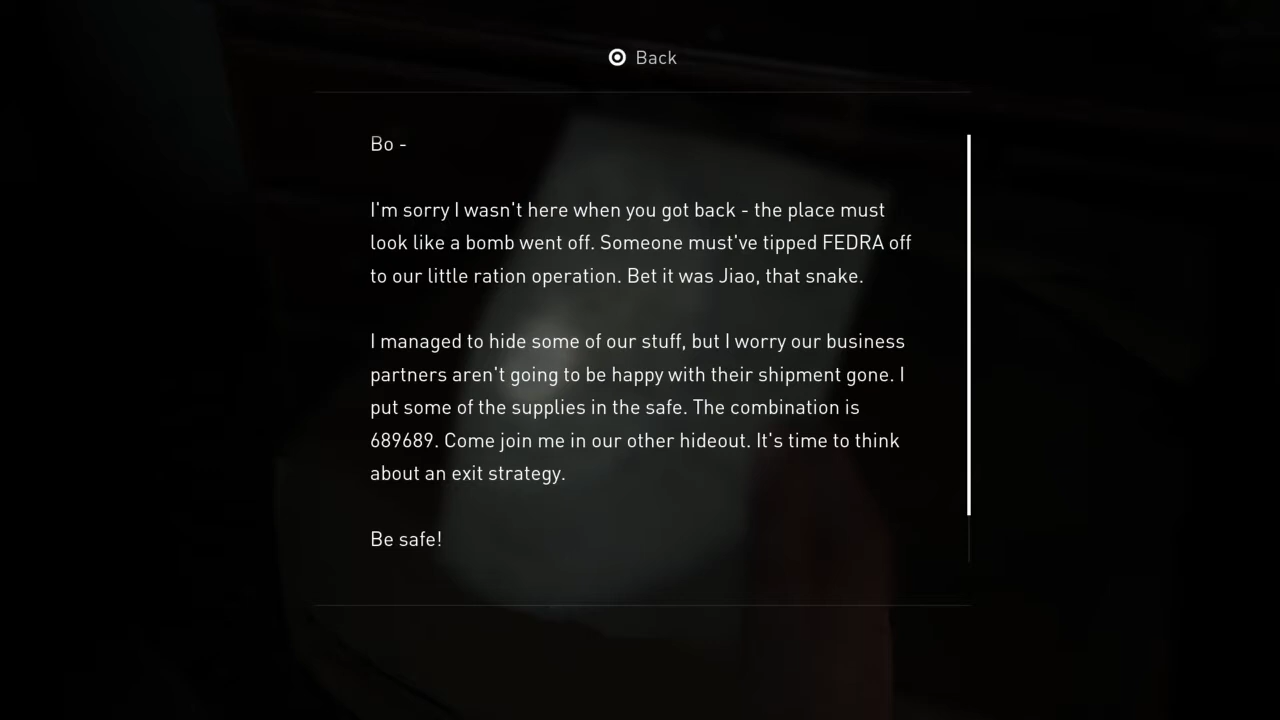 Back
Bo -
I'm sorry I wasn't here when you got back - the place must
look like a bomb went off. Someone must've tipped FEDRA off
to our little ration operation. Bet it was Jiao, that snake.
I managed to hide some of our stuff, but I worry our business
partners aren't going to be happy with their shipment gone. I
put some of the supplies in the safe. The combination is
689689. Come join me in our other hideout. It's time to think
about an exit strategy.
Be safe!